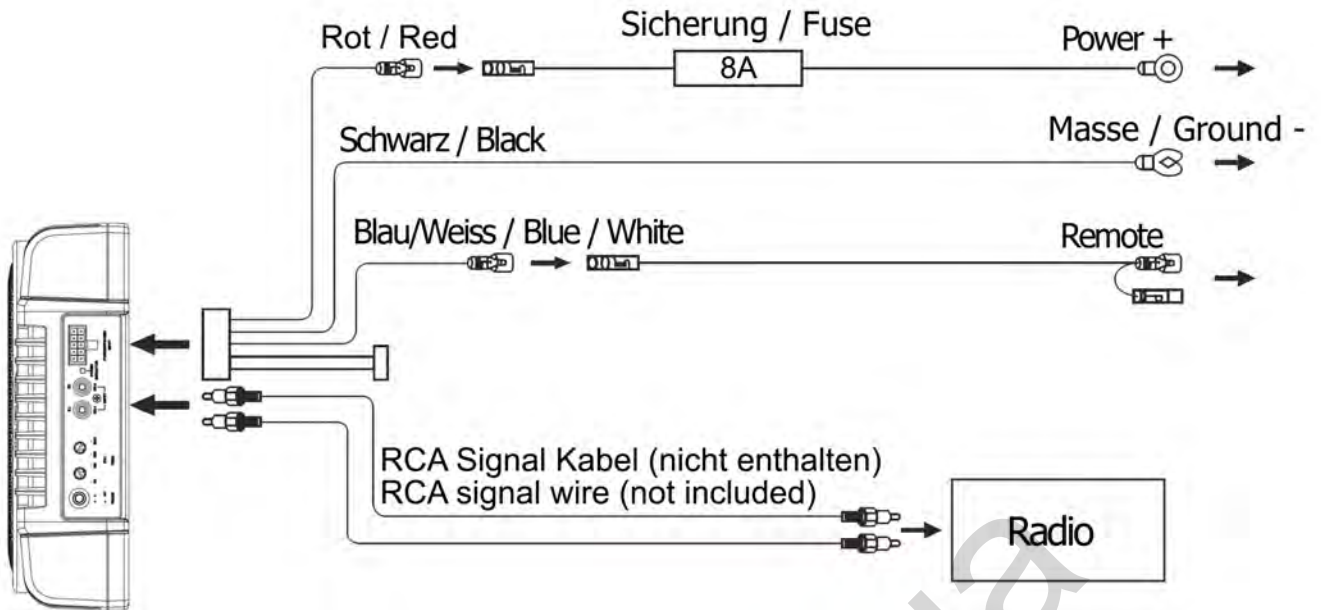 Rot / Red
Sicherung / Fuse
8A
Power +
Schwarz / Black
Masse / Ground -
Blau/Weiss / Blue / White
Remote
RCA Signal Kabel (nicht enthalten)
RCA signal wire (not included)
Radio